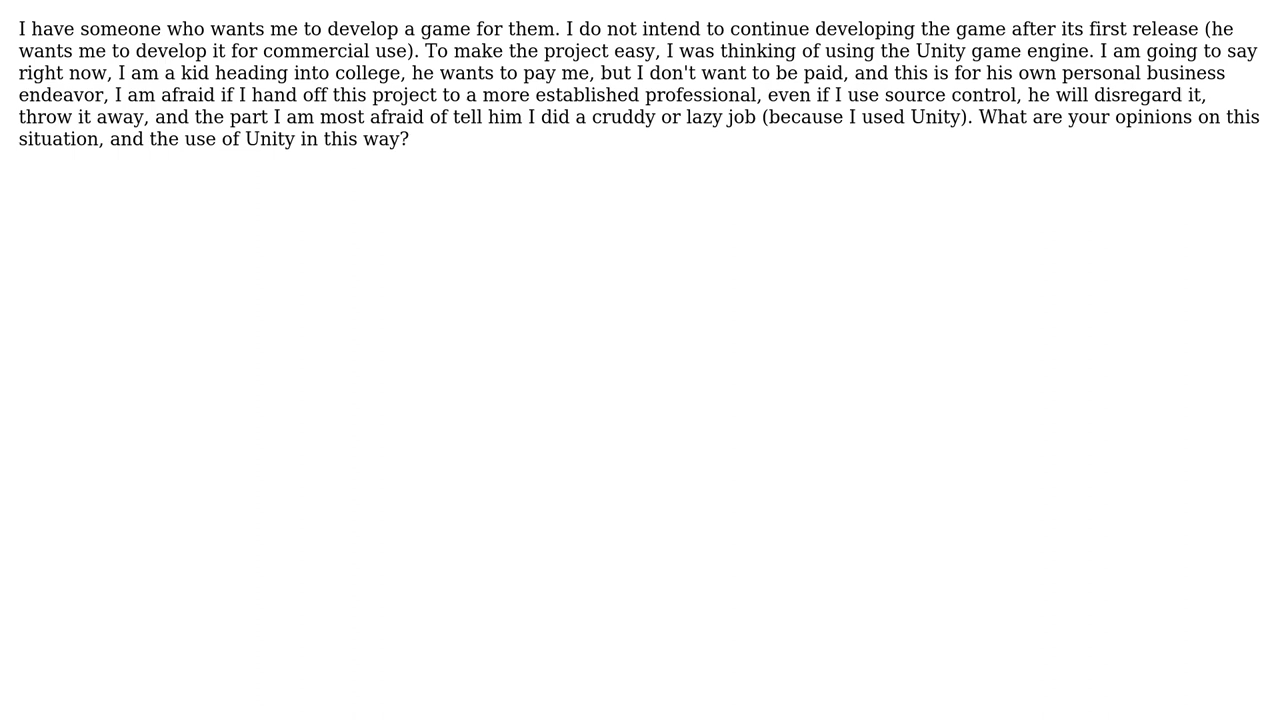 I have someone who wants me to develop a game for them. I do not intend to continue developing the game after its first release (he
wants me to develop it for commercial use). To make the project easy, I was thinking of using the Unity game engine. I am going to say
right now, I am a kid heading into college, he wants to pay me, but I don't want to be paid, and this is for his own personal business
endeavor, I am afraid if I hand off this project to a more established professional, even if I use source control, he will disregard it,
throw it away, and the part I am most afraid of tell him I did a cruddy or lazy job (because I used Unity). What are your opinions on this
situation, and the use of Unity in this way?